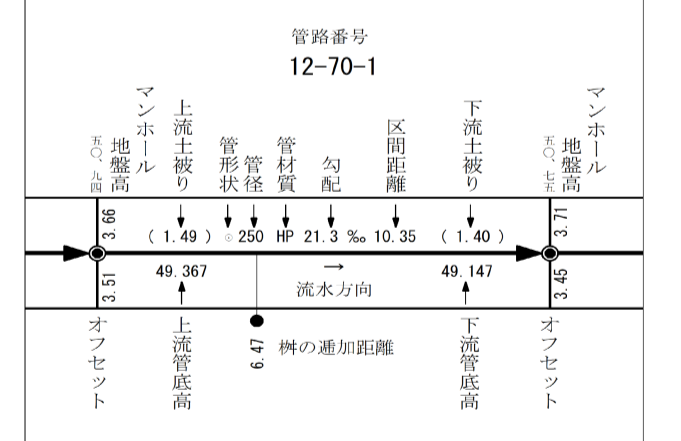 管路番号
12-70-1
マンホール
地盤高
五〇、九四
上流土被り
管形状
管径
管材質
勾配
区間距離
下流土被り
マンホール
地盤高
五〇、七五
3.66
( 1.49 ) ◎ 250 HP 21.3 ‰ 10.35 ( 1.40 )
3.71
3.51
49.367
→
流水方向
49.147
3.45
オフセット
上流管底高
6.47
桝の逓加距離
下流管底高
オフセット